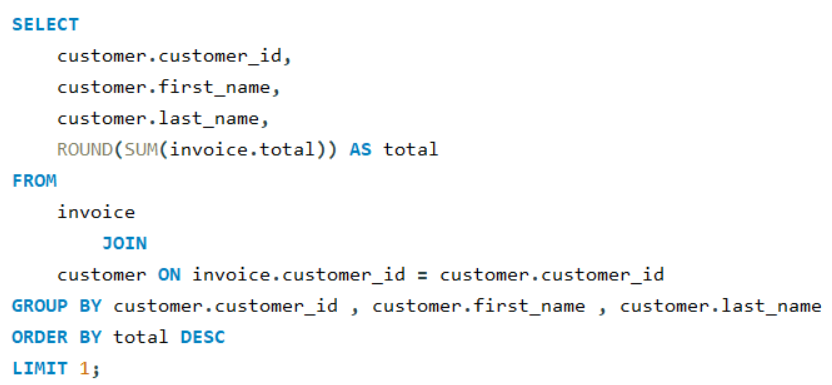 SELECT
    customer.customer_id,
    customer.first_name,
    customer.last_name,
    ROUND(SUM(invoice.total)) AS total
FROM
    invoice
        JOIN
    customer ON invoice.customer_id = customer.customer_id
GROUP BY customer.customer_id , customer.first_name , customer.last_name
ORDER BY total DESC
LIMIT 1;